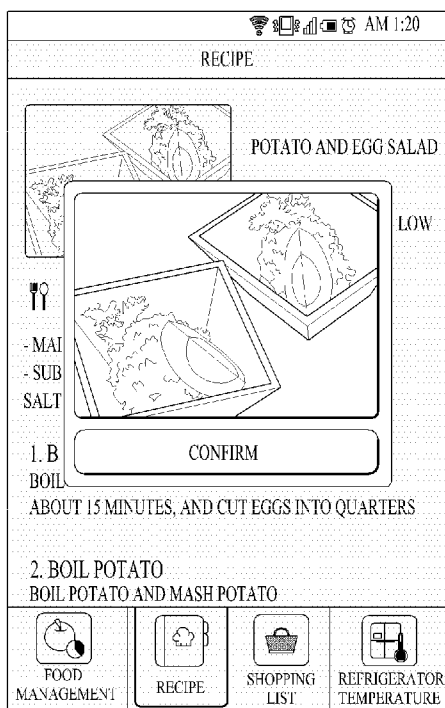 AM 1:20
RECIPE
POTATO AND EGG SALAD
LOW
- MAI
- SUB
SALT
CONFIRM
1. B
BOIL
ABOUT 15 MINUTES, AND CUT EGGS INTO QUARTERS
2. BOIL POTATO
BOIL POTATO AND MASH POTATO
FOOD
MANAGEMENT
RECIPE
SHOPPING
LIST
REFRIGERATOR
TEMPERATURE